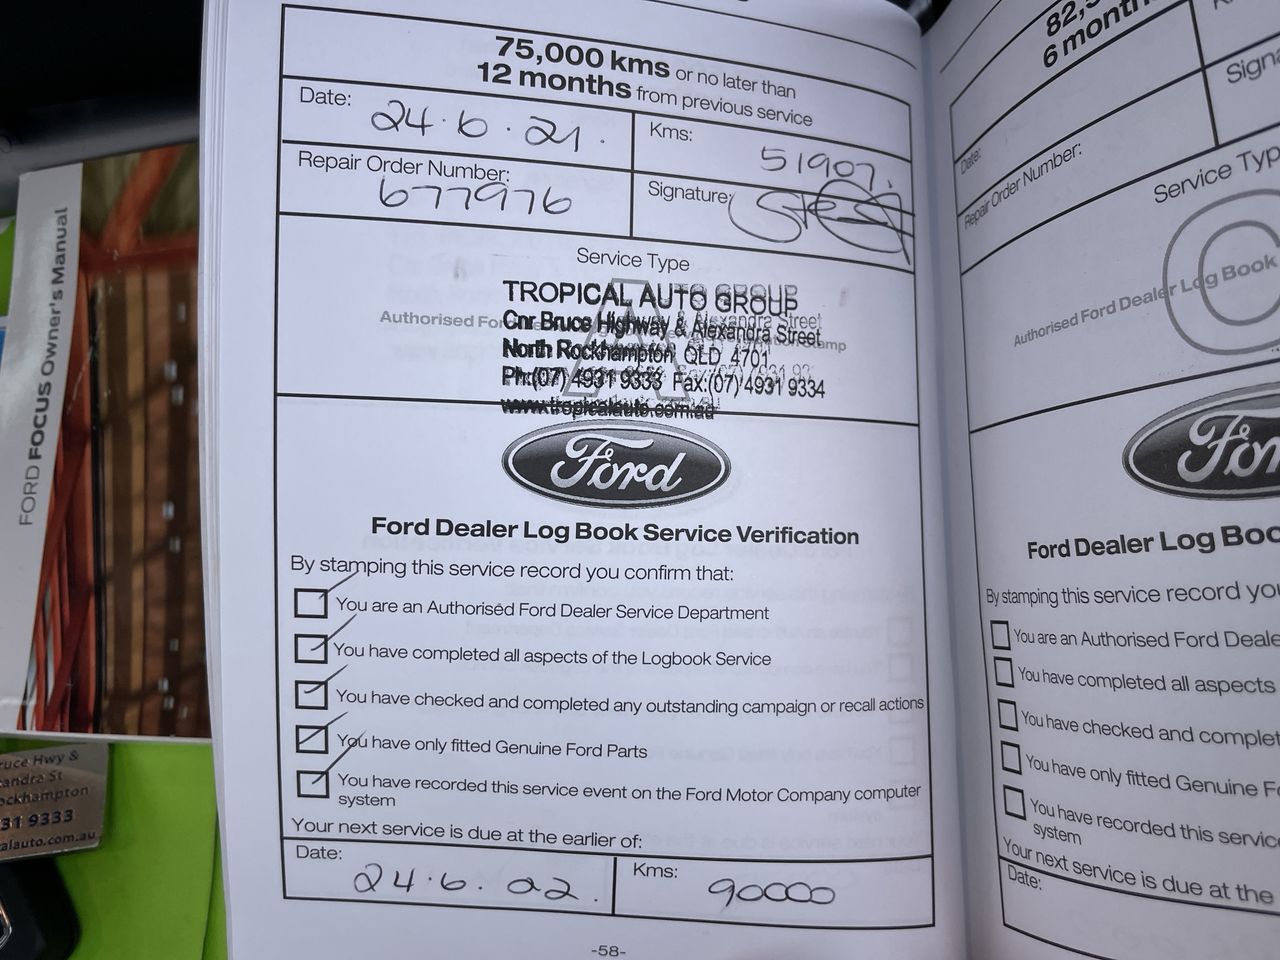 75,000 kms or no later than
12 months from previous service
Date: 24.6.21.
Kms: 51907.
Repair Order Number: 677976
Signature:
Service Type
A
Authorised Ford
Stamp
TROPICAL AUTO GROUP
Cnr Bruce Highway & Alexandra Street
North Rockhampton QLD 4701
Ph:(07) 4931 9333 Fax:(07) 4931 9334
www.tropicalauto.com.au
Ford
Ford Dealer Log Book Service Verification
By stamping this service record you confirm that:
You are an Authorised Ford Dealer Service Department
You have completed all aspects of the Logbook Service
You have checked and completed any outstanding campaign or recall actions
You have only fitted Genuine Ford Parts
You have recorded this service event on the Ford Motor Company computer
system
Your next service is due at the earlier of:
Date: 24.6.22.
Kms: 90000
-58-
82,
6 month
Date:
Repair Order Number:
Signa
Service Typ
Authorised Ford Dealer Log Book
For
Ford Dealer Log Boo
By stamping this service record yo
You are an Authorised Ford Deale
You have completed all aspects
You have checked and complet
You have only fitted Genuine Fo
You have recorded this servic
system
Your next service is due at the
Date:
FORD FOCUS Owner's Manual
ruce Hwy &
xandra St
ockhampton
31 9333
alauto.com.au